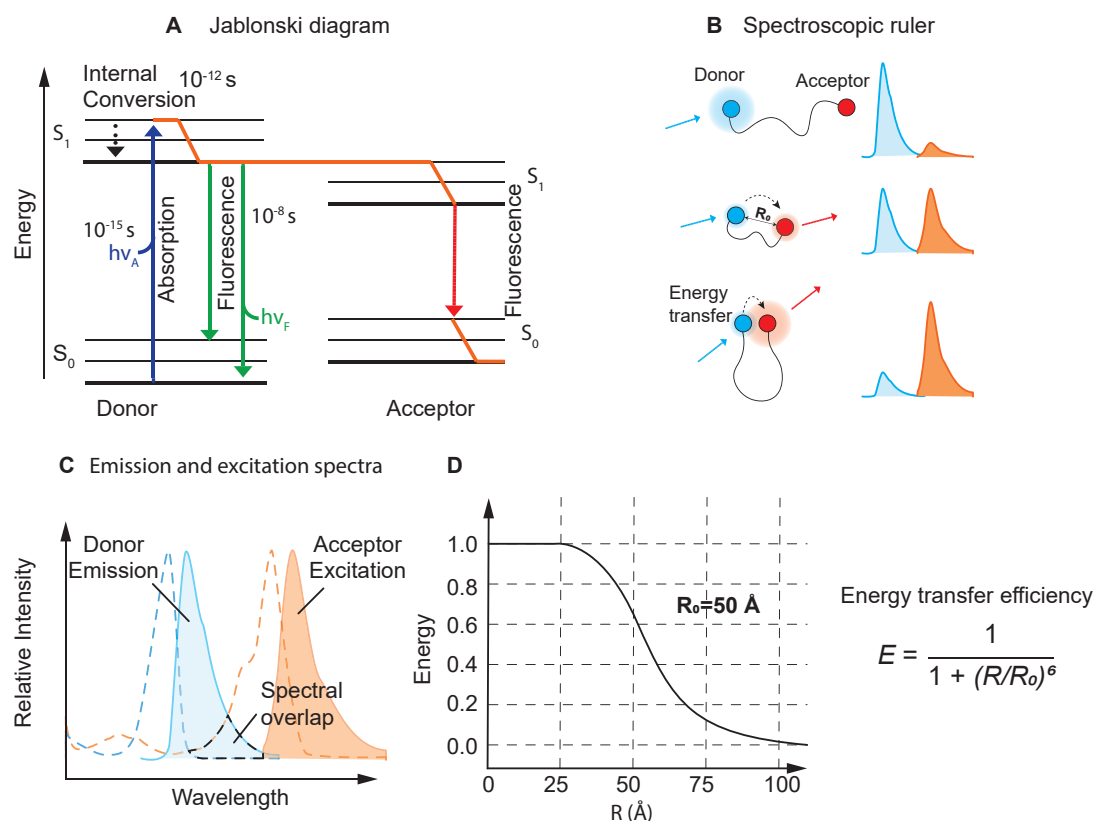 A Jablonski diagram
Internal
Conversion
10⁻¹² s
S₁
Energy
10⁻¹⁵ s
hv_A
Absorption
Fluorescence
10⁻⁸ s
hv_F
S₀
Donor
S₁
Fluorescence
S₀
Acceptor
B Spectroscopic ruler
Donor
Acceptor
R₀
Energy
transfer
C Emission and excitation spectra
Relative Intensity
Donor
Emission
Acceptor
Excitation
Spectral
overlap
Wavelength
D
Energy
1.0
0.8
0.6
0.4
0.2
0.0
R₀=50 Å
0 25 50 75 100
R (Å)
Energy transfer efficiency
E = 1 / 1 + (R/R₀)⁶